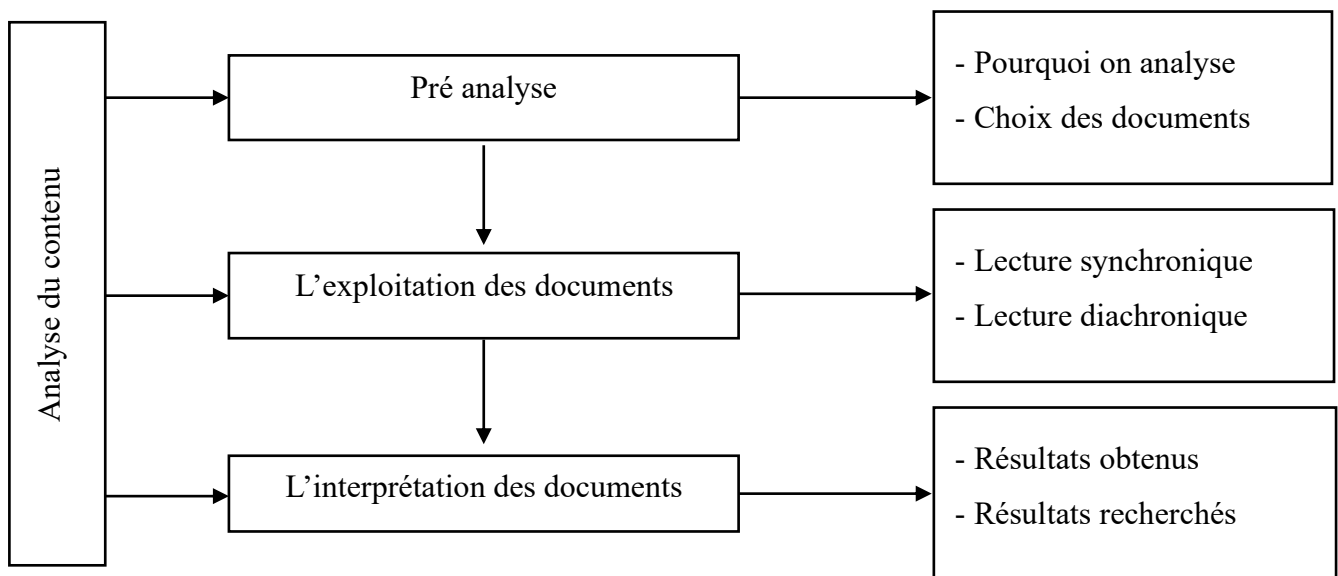 Analyse du contenu
Pré analyse
- Pourquoi on analyse
- Choix des documents
L’exploitation des documents
- Lecture synchronique
- Lecture diachronique
L’interprétation des documents
- Résultats obtenus
- Résultats recherchés